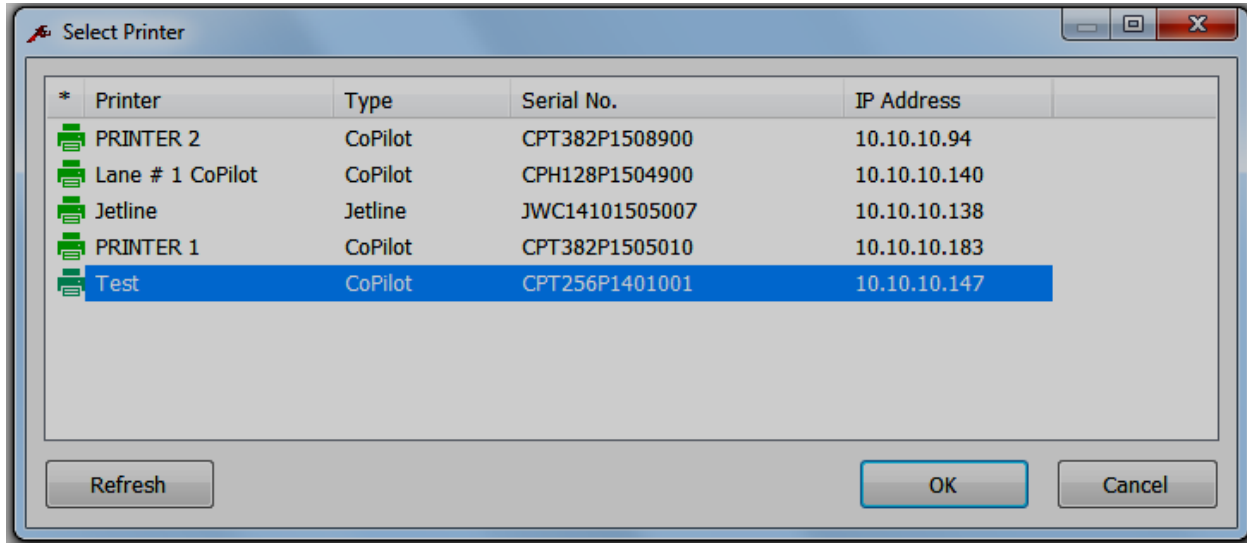 Select Printer
* Printer Type Serial No. IP Address
PRINTER 2 CoPilot CPT382P1508900 10.10.10.94
Lane # 1 CoPilot CoPilot CPH128P1504900 10.10.10.140
Jetline Jetline JWC14101505007 10.10.10.138
PRINTER 1 CoPilot CPT382P1505010 10.10.10.183
Test CoPilot CPT256P1401001 10.10.10.147
Refresh OK Cancel